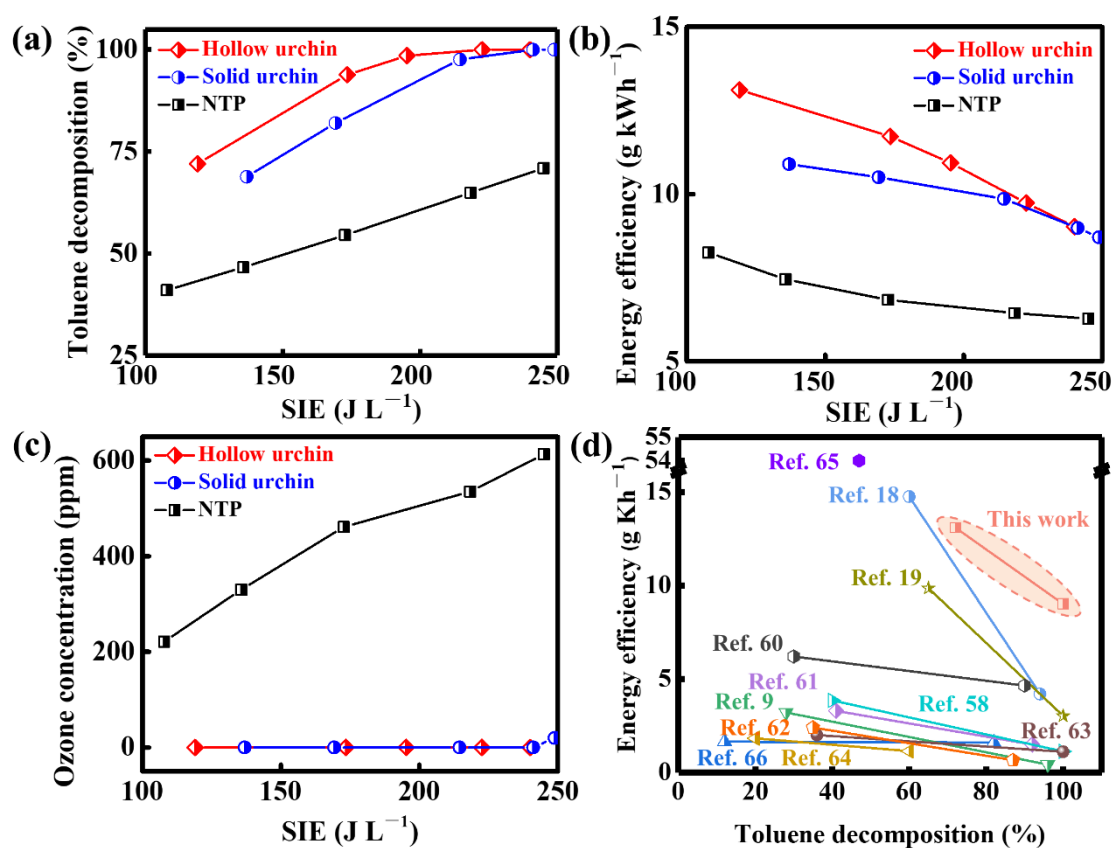 (a)
Toluene decomposition (%)
100
75
50
25
Hollow urchin
Solid urchin
NTP
100
150
200
250
SIE (J L⁻¹)
(b)
Energy efficiency (g kWh⁻¹)
15
10
5
Hollow urchin
Solid urchin
NTP
100
150
200
250
SIE (J L⁻¹)
(c)
Ozone concentration (ppm)
600
400
200
0
Hollow urchin
Solid urchin
NTP
100
150
200
250
SIE (J L⁻¹)
(d)
Energy efficiency (g Kh⁻¹)
55
54
15
10
5
0
Ref. 65
Ref. 18
This work
Ref. 19
Ref. 60
Ref. 61
Ref. 58
Ref. 9
Ref. 62
Ref. 63
Ref. 66
Ref. 64
0
20
40
60
80
100
Toluene decomposition (%)